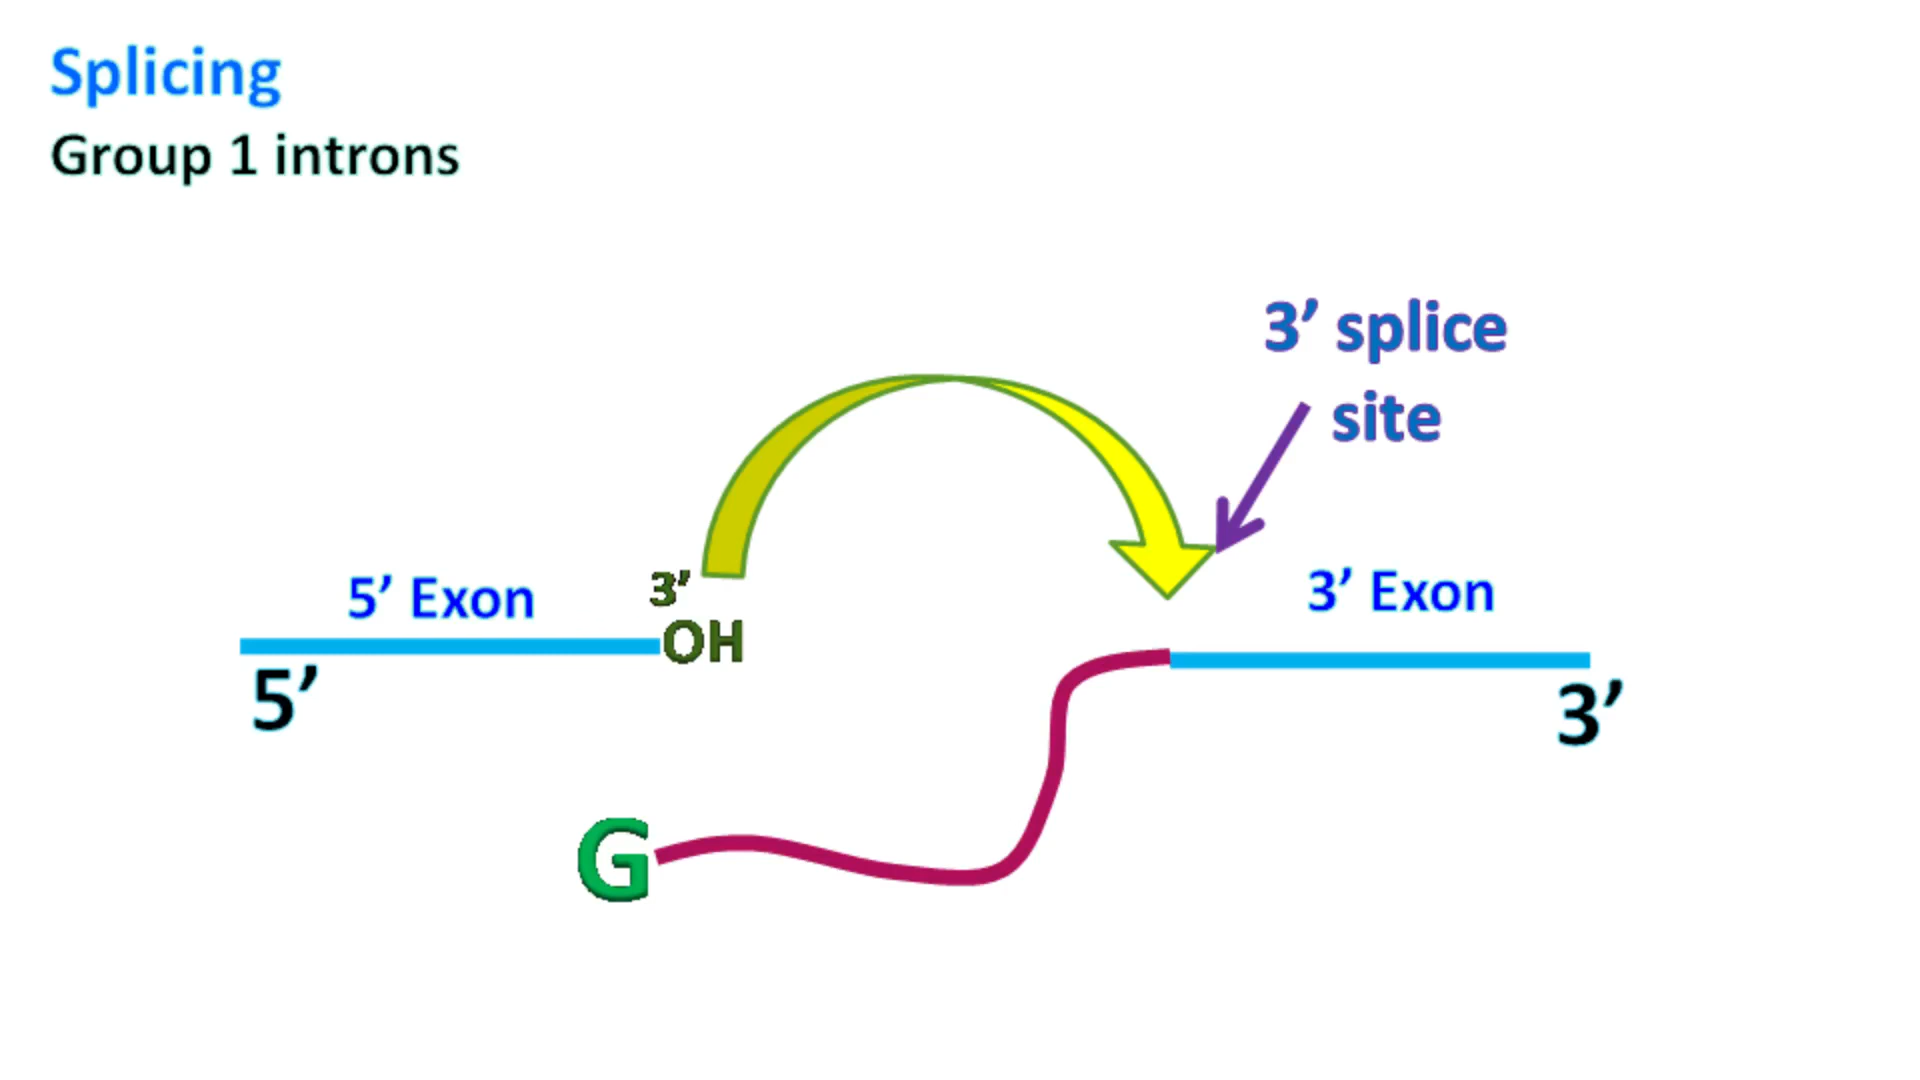 Splicing
Group 1 introns
3’ splice
site
5’ Exon
3’
OH
3’ Exon
5’
3’
G